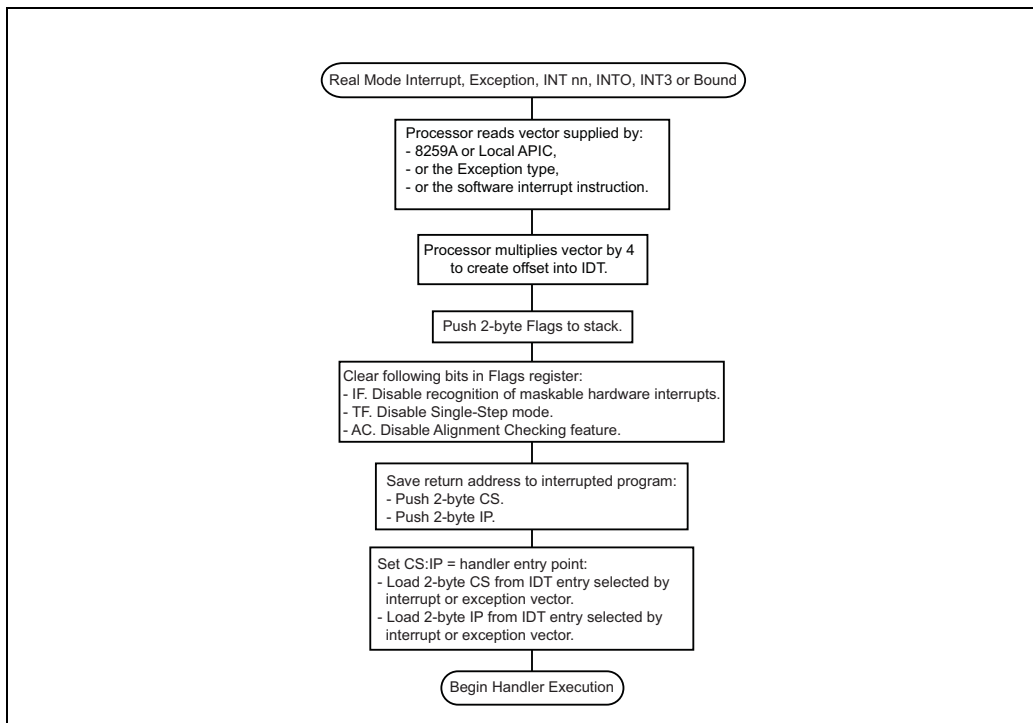 Real Mode Interrupt, Exception, INT nn, INTO, INT3 or Bound
Processor reads vector supplied by:
- 8259A or Local APIC,
- or the Exception type,
- or the software interrupt instruction.
Processor multiplies vector by 4
to create offset into IDT.
Push 2-byte Flags to stack.
Clear following bits in Flags register:
- IF. Disable recognition of maskable hardware interrupts.
- TF. Disable Single-Step mode.
- AC. Disable Alignment Checking feature.
Save return address to interrupted program:
- Push 2-byte CS.
- Push 2-byte IP.
Set CS:IP = handler entry point:
- Load 2-byte CS from IDT entry selected by
interrupt or exception vector.
- Load 2-byte IP from IDT entry selected by
interrupt or exception vector.
Begin Handler Execution